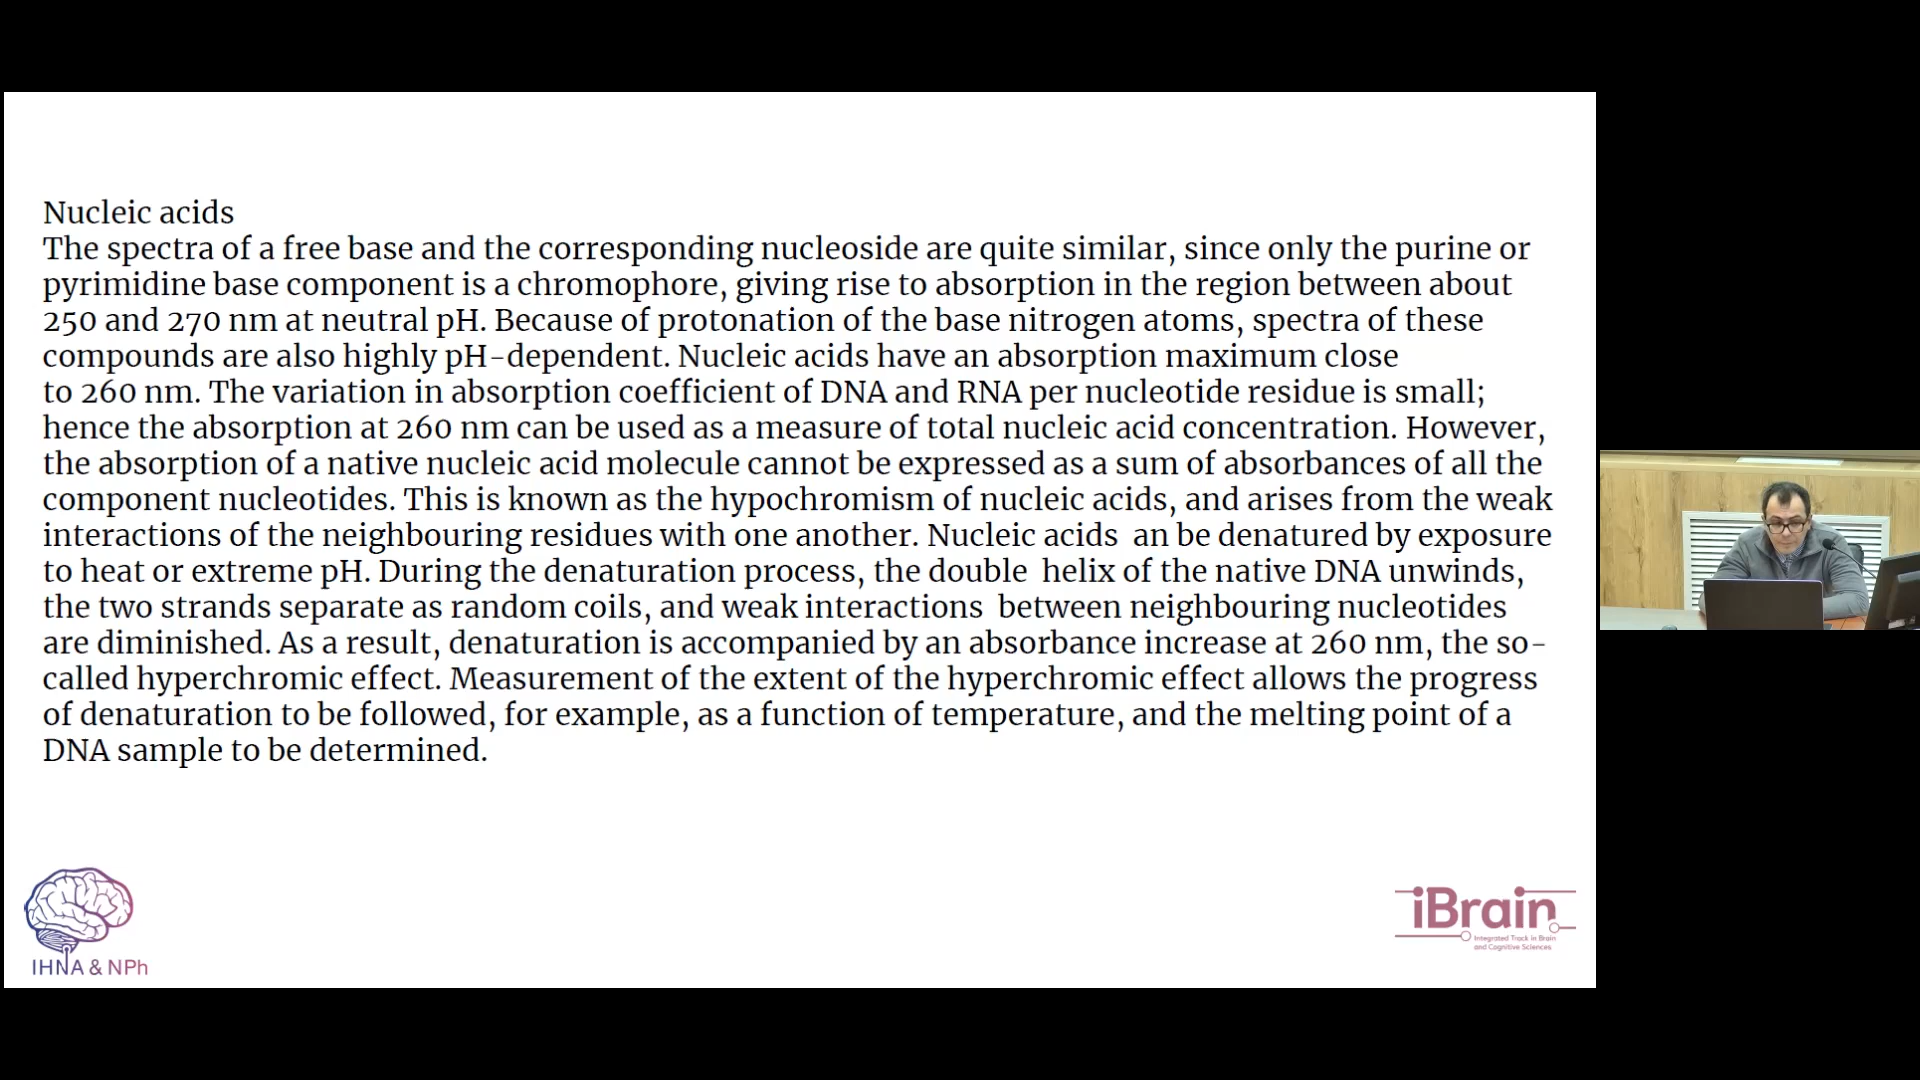 Nucleic acids
The spectra of a free base and the corresponding nucleoside are quite similar, since only the purine or
pyrimidine base component is a chromophore, giving rise to absorption in the region between about
250 and 270 nm at neutral pH. Because of protonation of the base nitrogen atoms, spectra of these
compounds are also highly pH-dependent. Nucleic acids have an absorption maximum close
to 260 nm. The variation in absorption coefficient of DNA and RNA per nucleotide residue is small;
hence the absorption at 260 nm can be used as a measure of total nucleic acid concentration. However,
the absorption of a native nucleic acid molecule cannot be expressed as a sum of absorbances of all the
component nucleotides. This is known as the hypochromism of nucleic acids, and arises from the weak
interactions of the neighbouring residues with one another. Nucleic acids  an be denatured by exposure
to heat or extreme pH. During the denaturation process, the double  helix of the native DNA unwinds,
the two strands separate as random coils, and weak interactions  between neighbouring nucleotides
are diminished. As a result, denaturation is accompanied by an absorbance increase at 260 nm, the so-
called hyperchromic effect. Measurement of the extent of the hyperchromic effect allows the progress
of denaturation to be followed, for example, as a function of temperature, and the melting point of a
DNA sample to be determined.
IHNA & NPh
iBrain
Integrated Track in Brain
and Cognitive Sciences